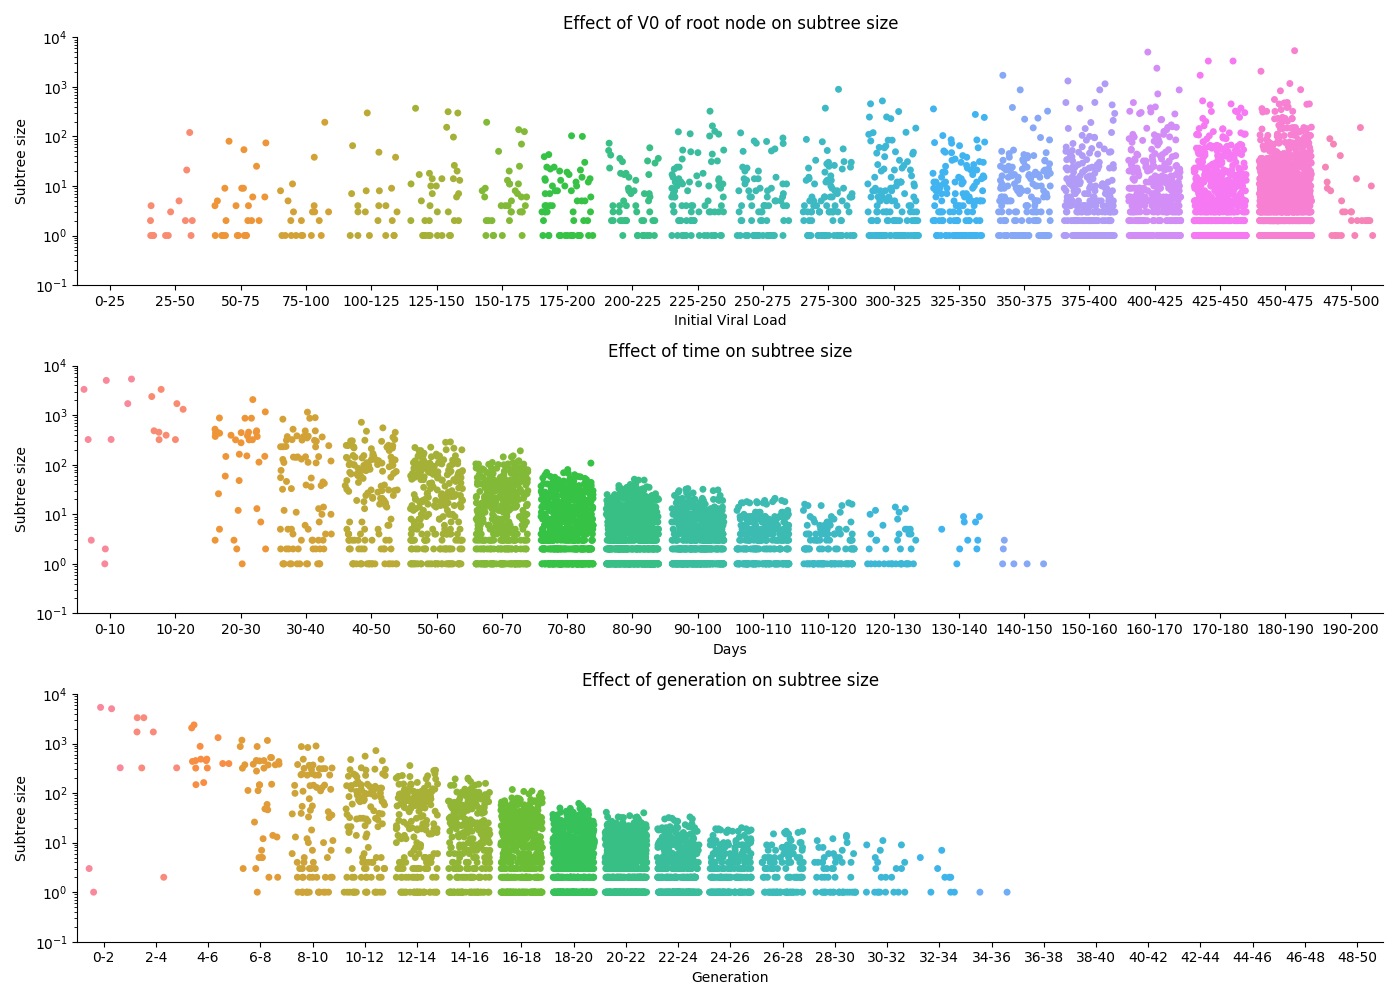 Effect of V0 of root node on subtree size
Subtree size
10^4
10^3
10^2
10^1
10^0
10^-1
0-25 25-50 50-75 75-100 100-125 125-150 150-175 175-200 200-225 225-250 250-275 275-300 300-325 325-350 350-375 375-400 400-425 425-450 450-475 475-500
Initial Viral Load
Effect of time on subtree size
Subtree size
10^4
10^3
10^2
10^1
10^0
10^-1
0-10 10-20 20-30 30-40 40-50 50-60 60-70 70-80 80-90 90-100 100-110 110-120 120-130 130-140 140-150 150-160 160-170 170-180 180-190 190-200
Days
Effect of generation on subtree size
Subtree size
10^4
10^3
10^2
10^1
10^0
10^-1
0-2 2-4 4-6 6-8 8-10 10-12 12-14 14-16 16-18 18-20 20-22 22-24 24-26 26-28 28-30 30-32 32-34 34-36 36-38 38-40 40-42 42-44 44-46 46-48 48-50
Generation